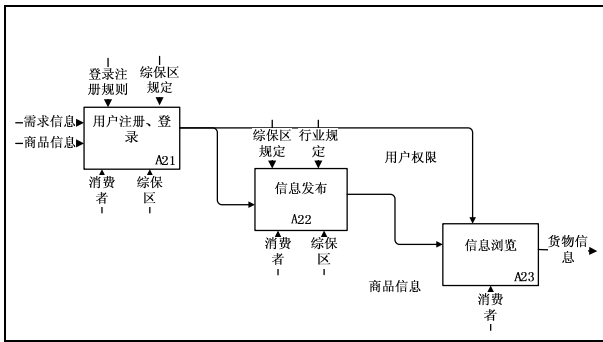 登录注
册规则
综保区
规定
需求信息
商品信息
用户注册、登
录
A21
消费
者
综保
区
综保区
规定
行业规
定
用户权限
信息发布
A22
消费
者
综保
区
信息浏览
A23
货物信
息
商品信息
消费
者